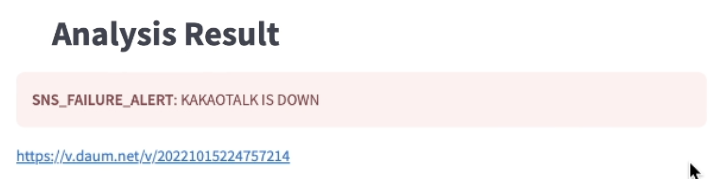 Analysis Result
SNS_FAILURE_ALERT: KAKAOTALK IS DOWN
https://v.daum.net/v/20221015224757214